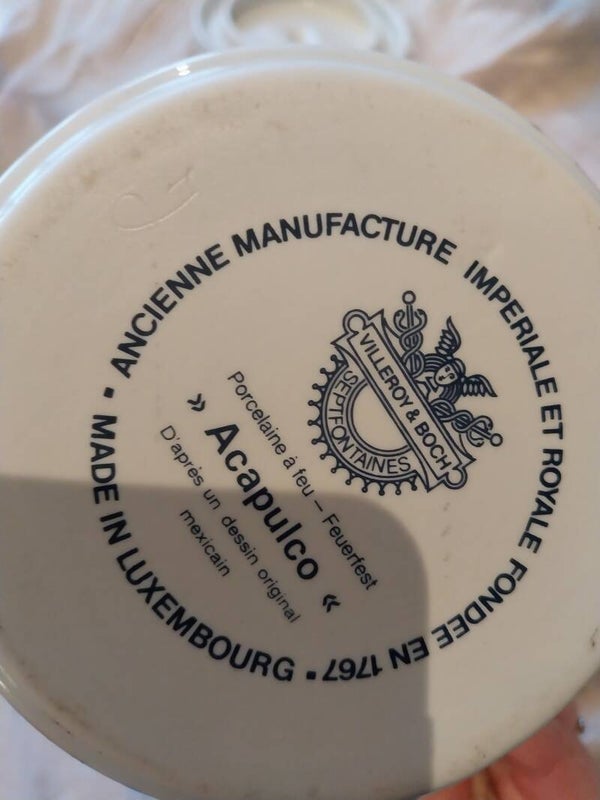 ANCIENNE MANUFACTURE IMPERIALE ET ROYALE FONDEE EN 1767 ▪ MADE IN LUXEMBOURG ▪
VILLEROY & BOCH
SEPTFONTAINES
Porcelaine à feu – Feuerfest
» Acapulco «
D'après un dessin original
mexicain